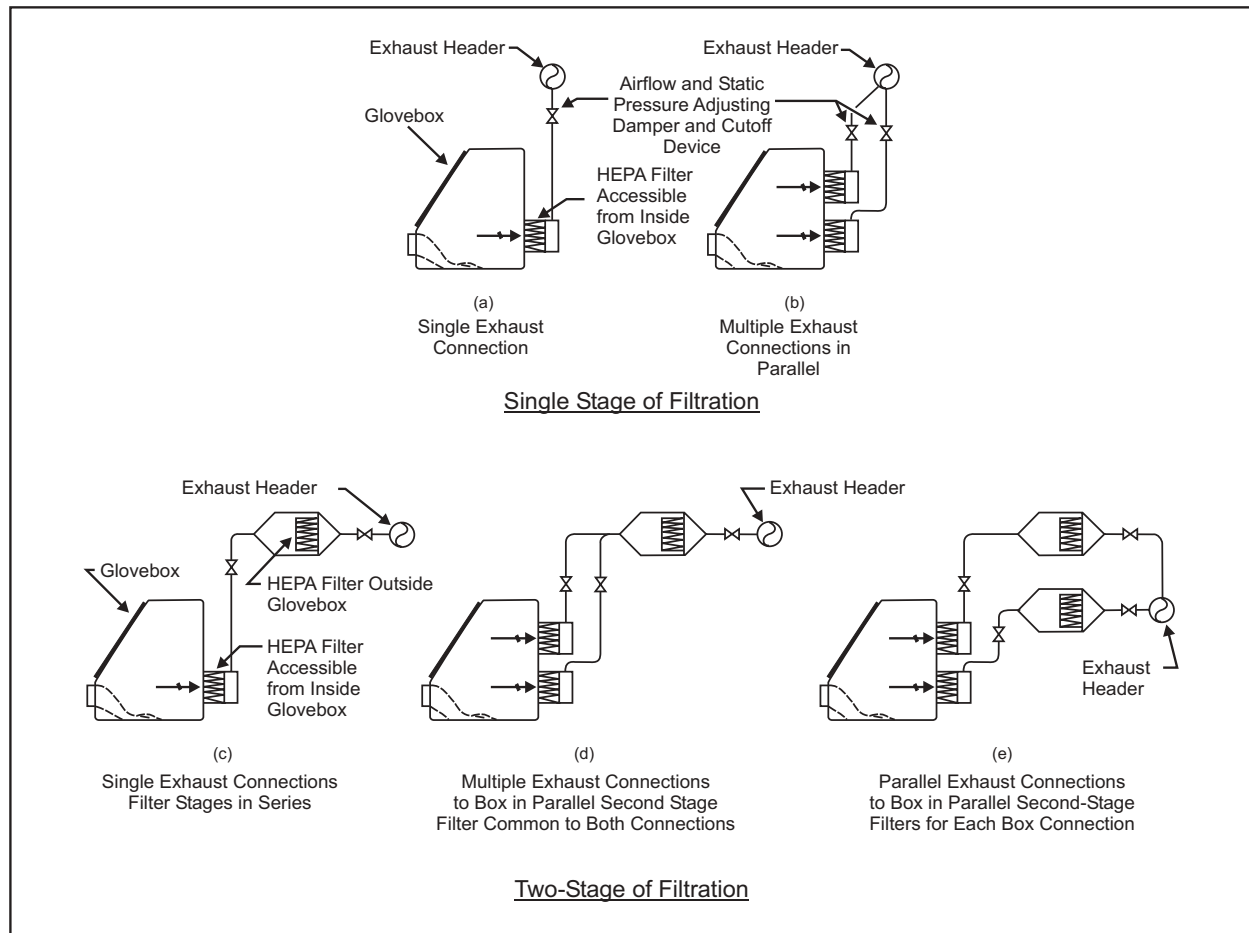 Exhaust Header
Exhaust Header
Airflow and Static
Pressure Adjusting
Damper and Cutoff
Device
Glovebox
HEPA Filter
Accessible
from Inside
Glovebox
(a)
Single Exhaust
Connection
(b)
Multiple Exhaust
Connections in
Parallel
Single Stage of Filtration
Exhaust Header
Glovebox
HEPA Filter Outside
Glovebox
HEPA Filter
Accessible
from Inside
Glovebox
Exhaust Header
Exhaust
Header
(c)
Single Exhaust Connections
Filter Stages in Series
(d)
Multiple Exhaust Connections
to Box in Parallel Second Stage
Filter Common to Both Connections
(e)
Parallel Exhaust Connections
to Box in Parallel Second-Stage
Filters for Each Box Connection
Two-Stage of Filtration